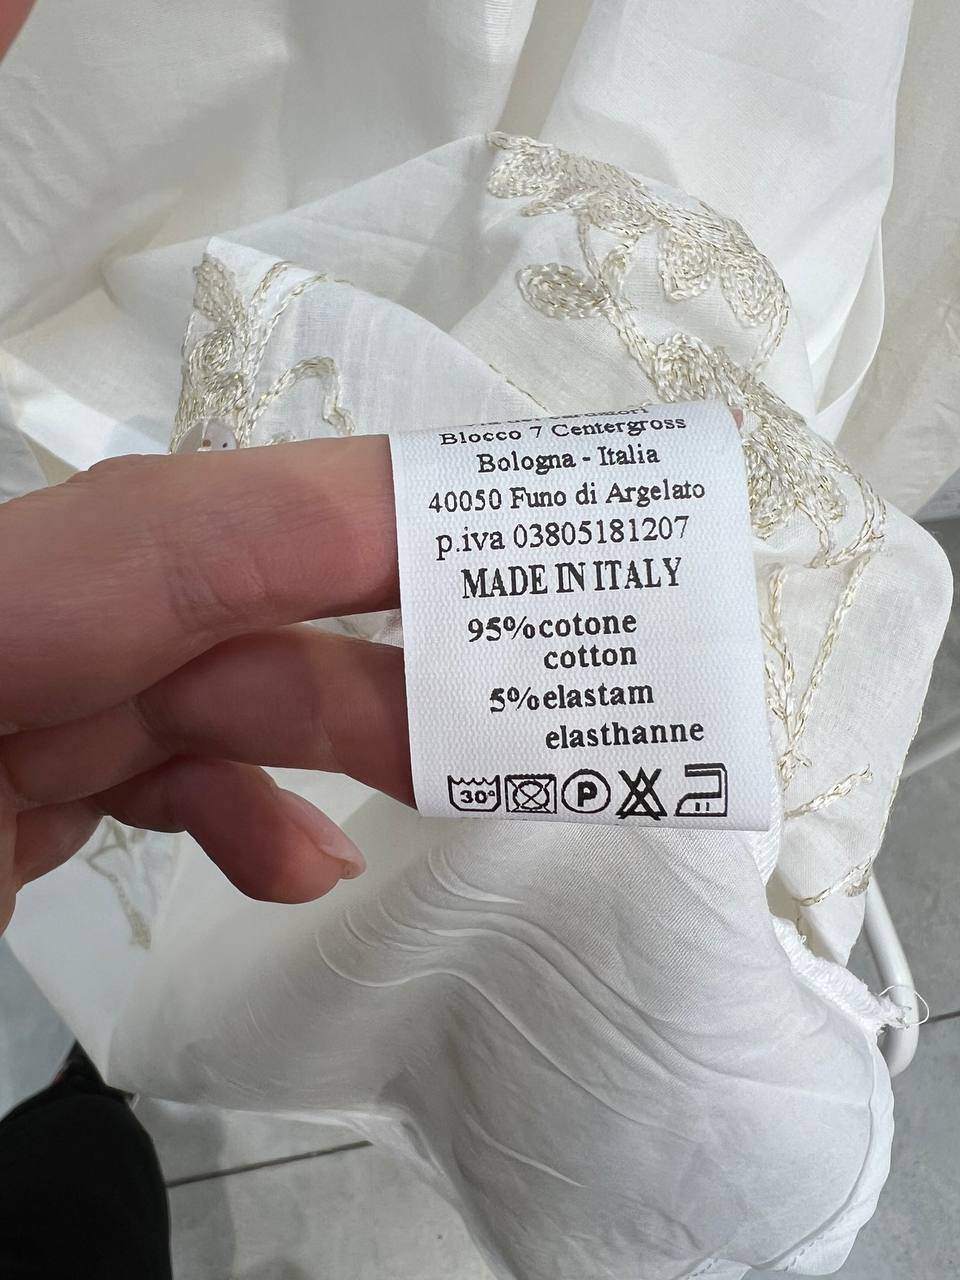 Blocco 7 Centergross
Bologna - Italia
40050 Funo di Argelato
p.iva 03805181207
MADE IN ITALY
95%cotone
cotton
5%elastam
elasthanne
30° P